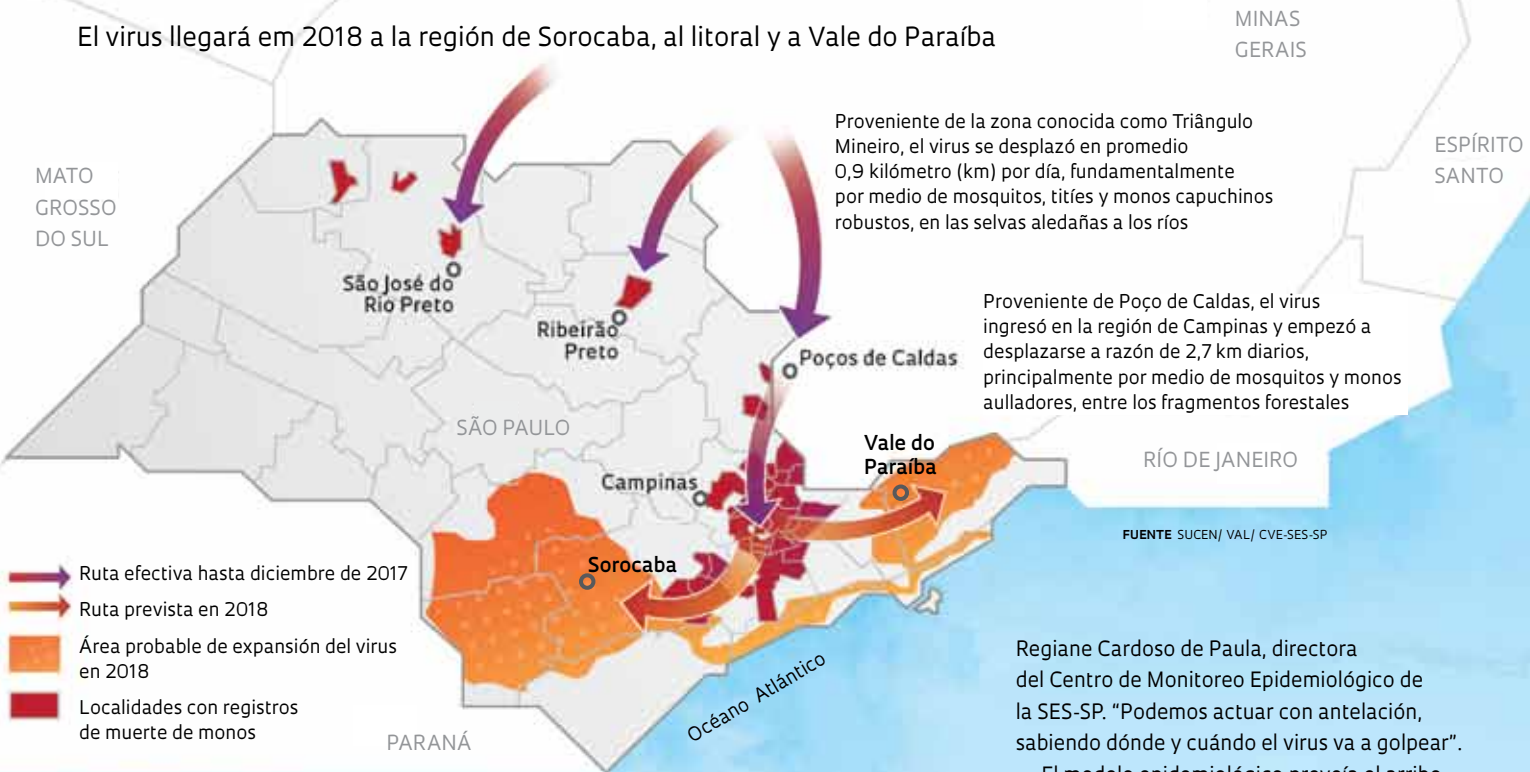 El virus llegará em 2018 a la región de Sorocaba, al litoral y a Vale do Paraíba
MINAS
GERAIS
Proveniente de la zona conocida como Triângulo
Mineiro, el virus se desplazó en promedio
0,9 kilómetro (km) por día, fundamentalmente
por medio de mosquitos, titíes y monos capuchinos
robustos, en las selvas aledañas a los ríos
ESPÍRITO
SANTO
MATO
GROSSO
DO SUL
São José do
Rio Preto
Ribeirão
Preto
Poços de Caldas
Proveniente de Poço de Caldas, el virus
ingresó en la región de Campinas y empezó a
desplazarse a razón de 2,7 km diarios,
principalmente por medio de mosquitos y monos
aulladores, entre los fragmentos forestales
SÃO PAULO
Vale do
Paraíba
RÍO DE JANEIRO
Campinas
Sorocaba
FUENTE SUCEN/ VAL/ CVE-SES-SP
Ruta efectiva hasta diciembre de 2017
Ruta prevista en 2018
Área probable de expansión del virus
en 2018
Localidades con registros
de muerte de monos
PARANÁ
Océano Atlántico
Regiane Cardoso de Paula, directora
del Centro de Monitoreo Epidemiológico de
la SES-SP. “Podemos actuar con antelación,
sabiendo dónde y cuándo el virus va a golpear”.
El modelo epidemiológico preveía el arribo